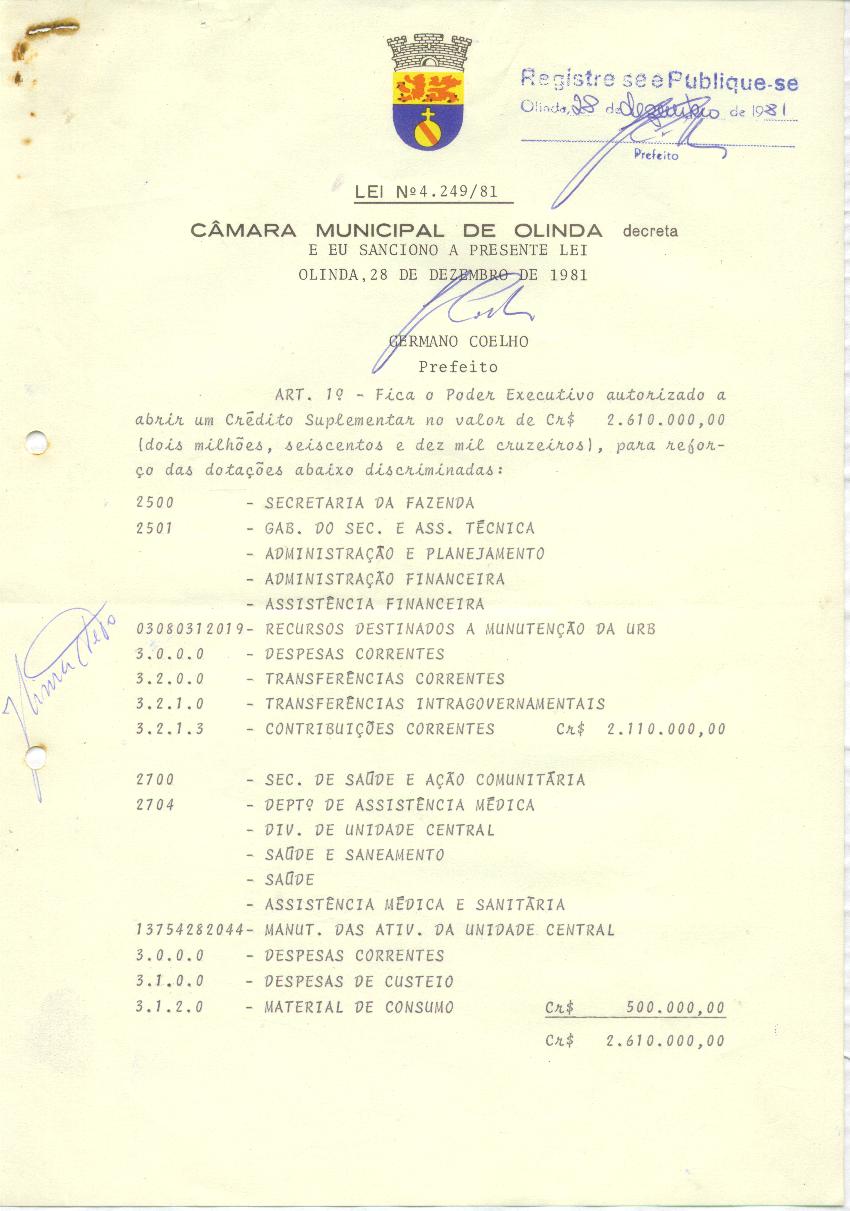 Registre se e Publique-se
Olinda, 28 de dezembro de 1981
Prefeito
LEI Nº 4.249/81
CÂMARA MUNICIPAL DE OLINDA decreta
E EU SANCIONO A PRESENTE LEI
OLINDA, 28 DE DEZEMBRO DE 1981
GERMANO COELHO
Prefeito
ART. 1º - Fica o Poder Executivo autorizado a
abrir um Crédito Suplementar no valor de Cr$ 2.610.000,00
(dois milhões, seiscentos e dez mil cruzeiros), para refor-
ço das dotações abaixo discriminadas:
2500 - SECRETARIA DA FAZENDA
2501 - GAB. DO SEC. E ASS. TÉCNICA
- ADMINISTRAÇÃO E PLANEJAMENTO
- ADMINISTRAÇÃO FINANCEIRA
- ASSISTÊNCIA FINANCEIRA
03080312019- RECURSOS DESTINADOS A MUNUTENÇÃO DA URB
3.0.0.0 - DESPESAS CORRENTES
3.2.0.0 - TRANSFERÊNCIAS CORRENTES
3.2.1.0 - TRANSFERÊNCIAS INTRAGOVERNAMENTAIS
3.2.1.3 - CONTRIBUIÇÕES CORRENTES Cr$ 2.110.000,00
2700 - SEC. DE SAÚDE E AÇÃO COMUNITÁRIA
2704 - DEPTº DE ASSISTÊNCIA MÉDICA
- DIV. DE UNIDADE CENTRAL
- SAÚDE E SANEAMENTO
- SAÚDE
- ASSISTÊNCIA MÉDICA E SANITÁRIA
13754282044- MANUT. DAS ATIV. DA UNIDADE CENTRAL
3.0.0.0 - DESPESAS CORRENTES
3.1.0.0 - DESPESAS DE CUSTEIO
3.1.2.0 - MATERIAL DE CONSUMO Cr$ 500.000,00
Cr$ 2.610.000,00